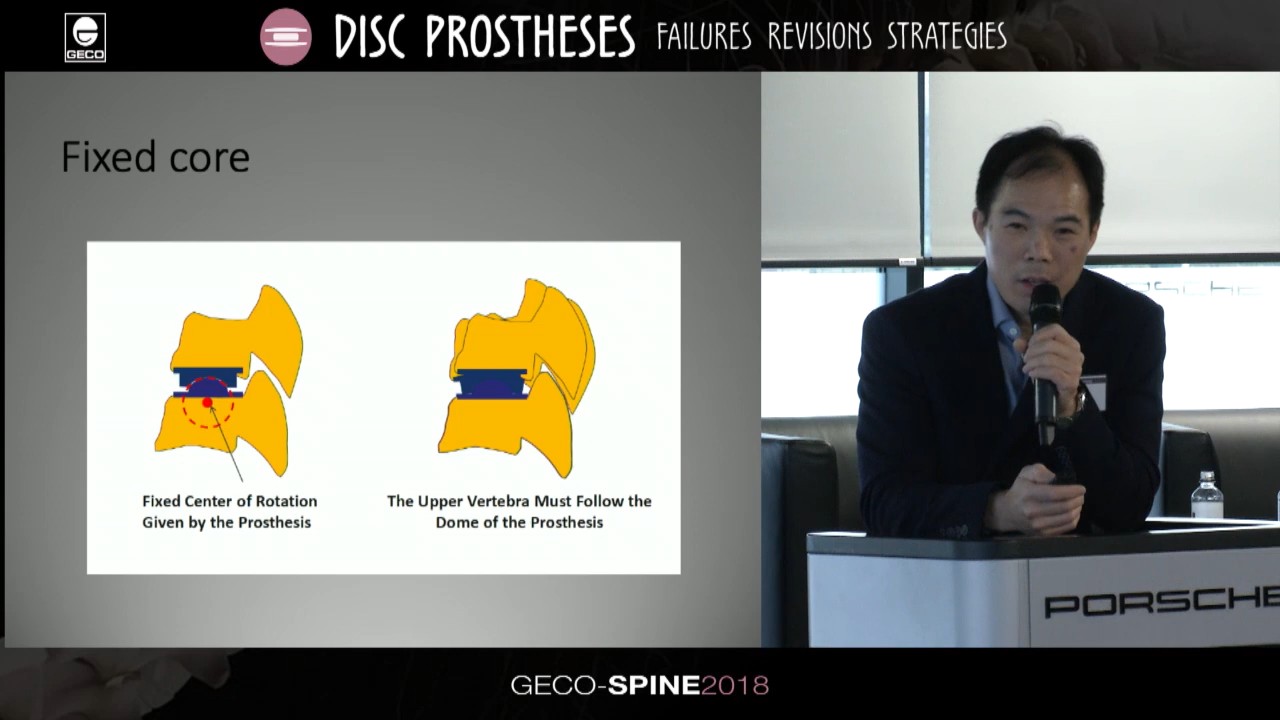 GECO
DISC PROSTHESES FAILURES REVISIONS STRATEGIES
Fixed core
Fixed Center of Rotation
Given by the Prosthesis
The Upper Vertebra Must Follow the
Dome of the Prosthesis
PORSCHE
PORSCHE
GECO-SPINE2018